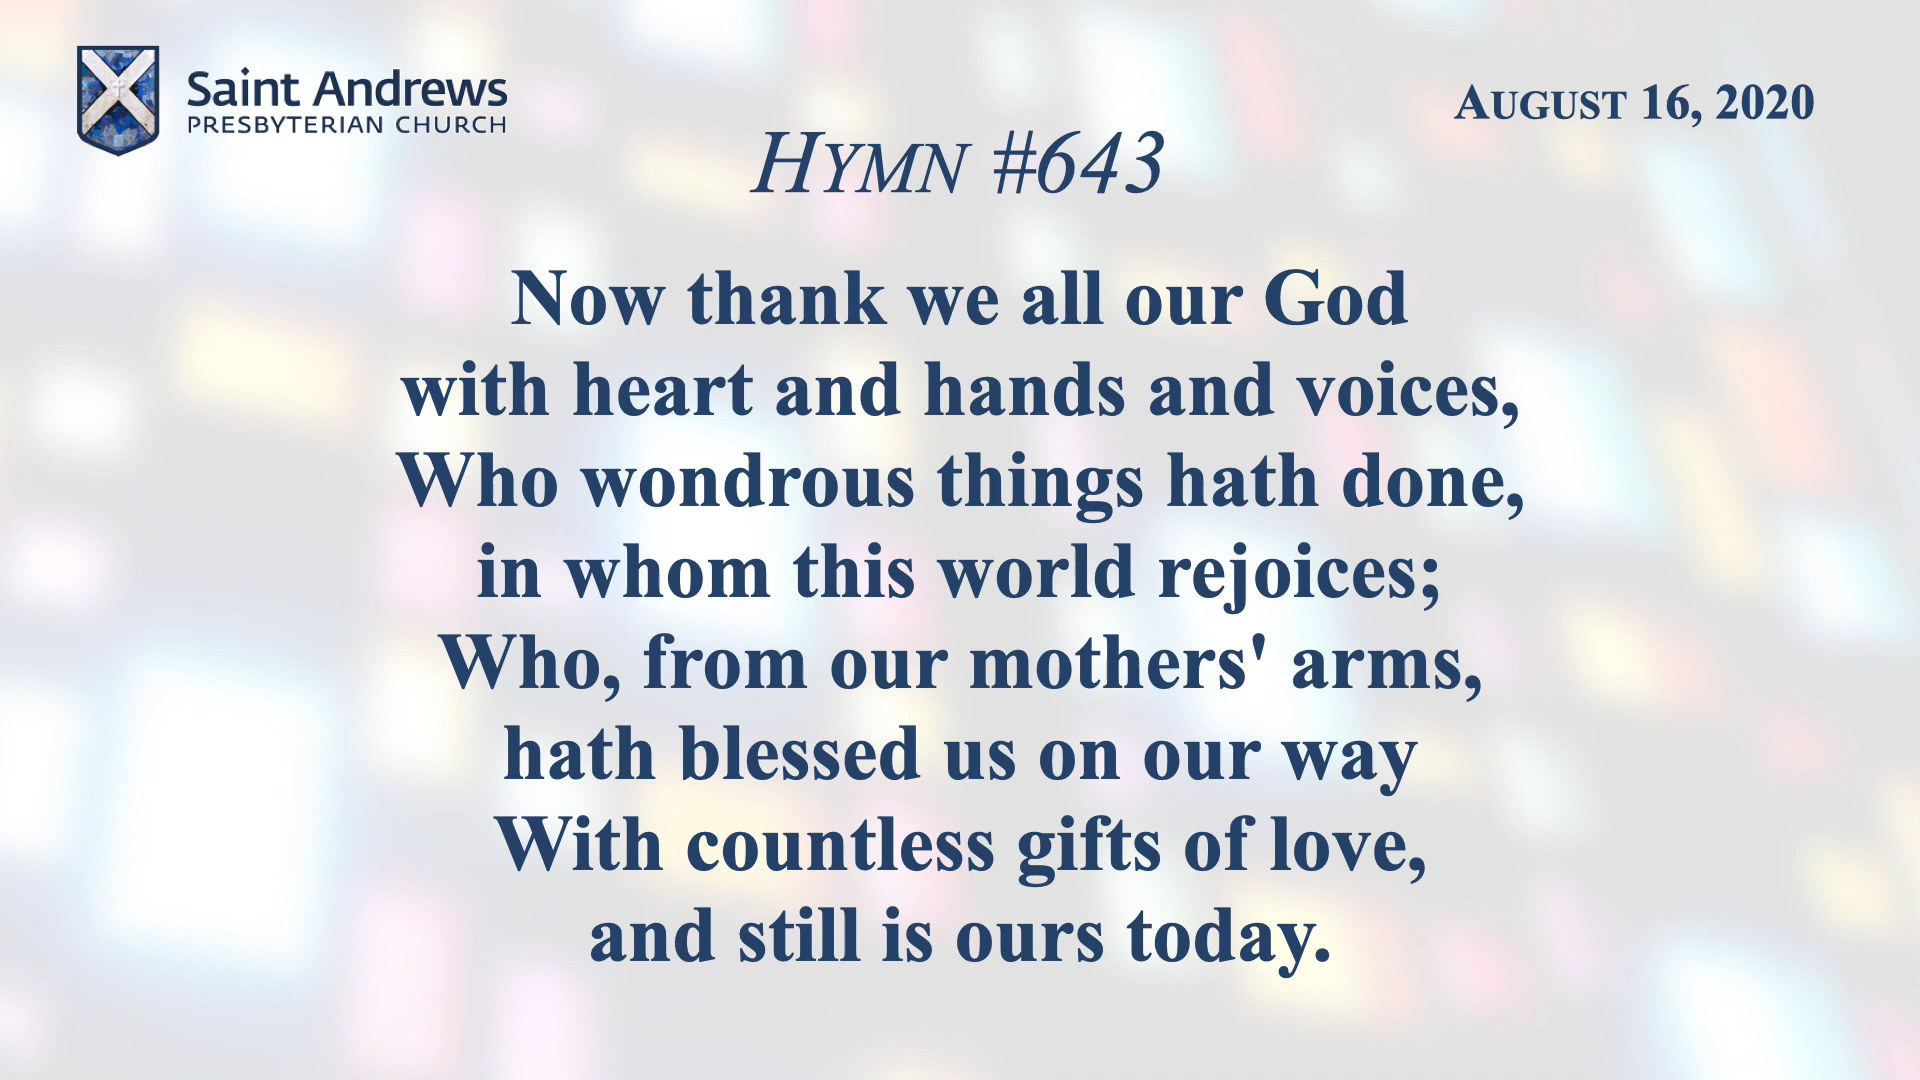 Saint Andrews
PRESBYTERIAN CHURCH
AUGUST 16, 2020
HYMN #643
Now thank we all our God
with heart and hands and voices,
Who wondrous things hath done,
in whom this world rejoices;
Who, from our mothers' arms,
hath blessed us on our way
With countless gifts of love,
and still is ours today.